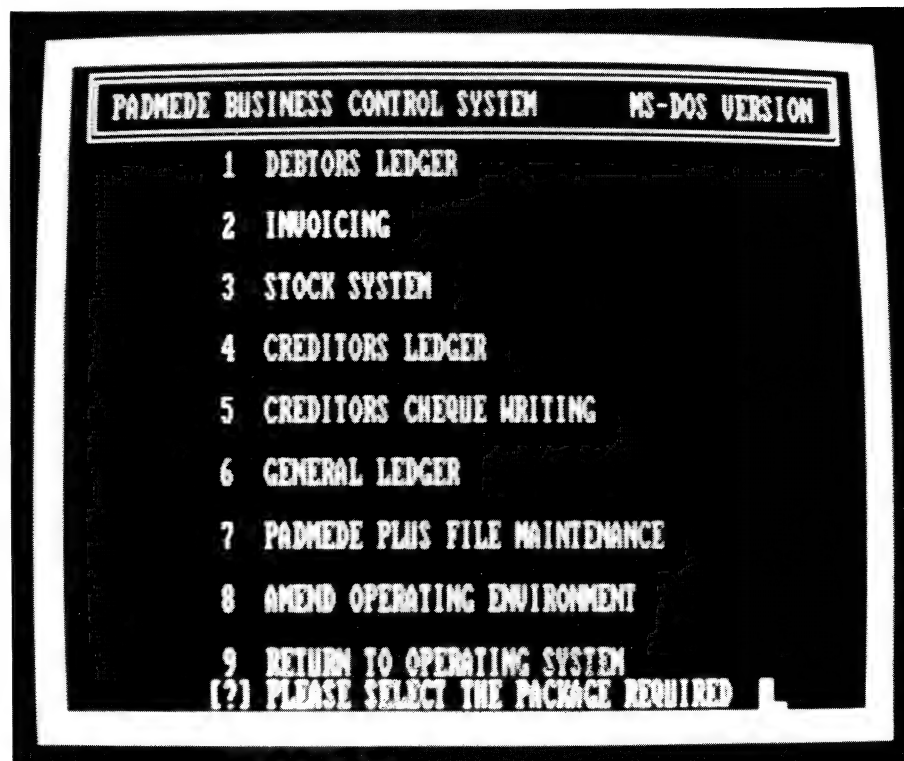 PADMEDE BUSINESS CONTROL SYSTEM MS-DOS VERSION
1 DEBTORS LEDGER
2 INVOICING
3 STOCK SYSTEM
4 CREDITORS LEDGER
5 CREDITORS CHEQUE WRITING
6 GENERAL LEDGER
7 PADMEDE PLUS FILE MAINTENANCE
8 AMEND OPERATING ENVIRONMENT
9 RETURN TO OPERATING SYSTEM
[?] PLEASE SELECT THE PACKAGE REQUIRED